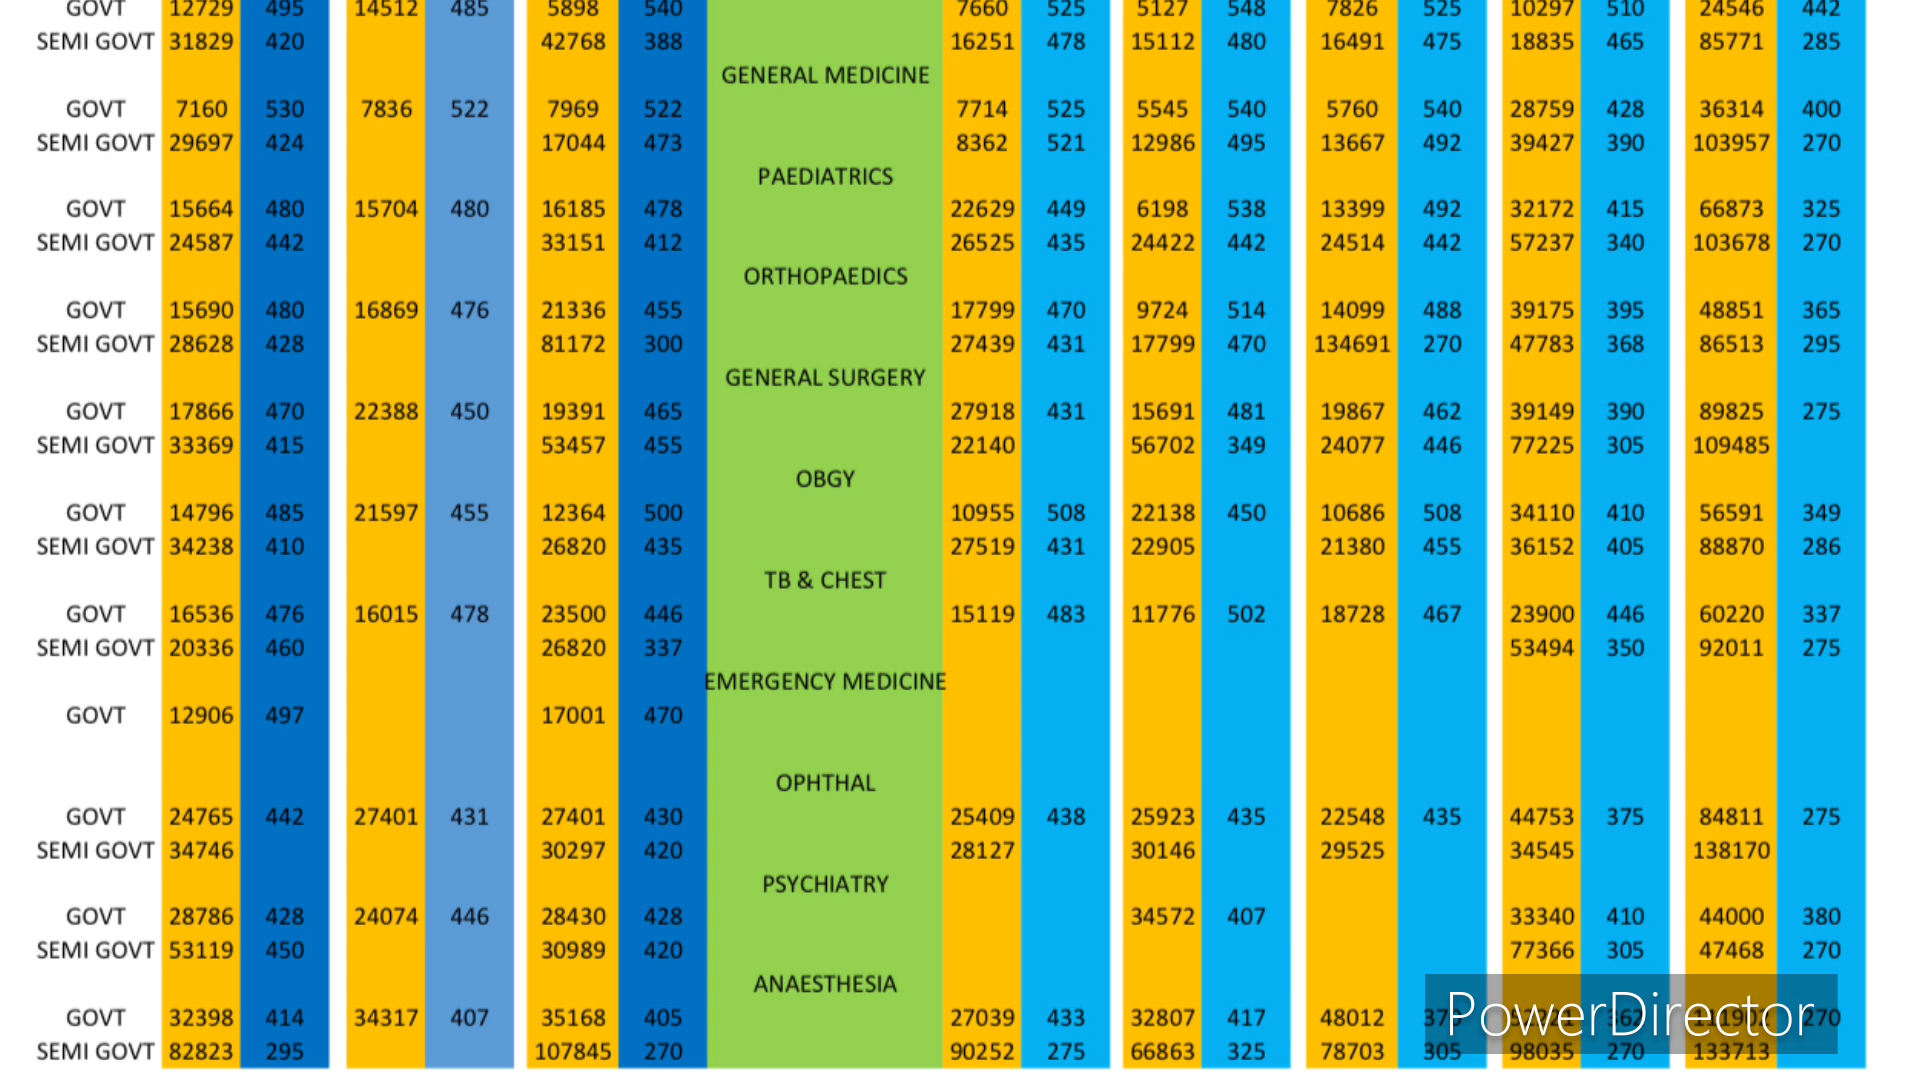 GOVT 12729 495 14512 485 5898 540 7660 525 5127 548 7826 525 10297 510 24546 442
SEMI GOVT 31829 420 42768 388 16251 478 15112 480 16491 475 18835 465 85771 285
GENERAL MEDICINE
GOVT 7160 530 7836 522 7969 522 7714 525 5545 540 5760 540 28759 428 36314 400
SEMI GOVT 29697 424 17044 473 8362 521 12986 495 13667 492 39427 390 103957 270
PAEDIATRICS
GOVT 15664 480 15704 480 16185 478 22629 449 6198 538 13399 492 32172 415 66873 325
SEMI GOVT 24587 442 33151 412 26525 435 24422 442 24514 442 57237 340 103678 270
ORTHOPAEDICS
GOVT 15690 480 16869 476 21336 455 17799 470 9724 514 14099 488 39175 395 48851 365
SEMI GOVT 28628 428 81172 300 27439 431 17799 470 134691 270 47783 368 86513 295
GENERAL SURGERY
GOVT 17866 470 22388 450 19391 465 27918 431 15691 481 19867 462 39149 390 89825 275
SEMI GOVT 33369 415 53457 455 22140 56702 349 24077 446 77225 305 109485
OBGY
GOVT 14796 485 21597 455 12364 500 10955 508 22138 450 10686 508 34110 410 56591 349
SEMI GOVT 34238 410 26820 435 27519 431 22905 21380 455 36152 405 88870 286
TB & CHEST
GOVT 16536 476 16015 478 23500 446 15119 483 11776 502 18728 467 23900 446 60220 337
SEMI GOVT 20336 460 26820 337 53494 350 92011 275
EMERGENCY MEDICINE
GOVT 12906 497 17001 470
OPHTHAL
GOVT 24765 442 27401 431 27401 430 25409 438 25923 435 22548 435 44753 375 84811 275
SEMI GOVT 34746 30297 420 28127 30146 29525 34545 138170
PSYCHIATRY
GOVT 28786 428 24074 446 28430 428 34572 407 33340 410 44000 380
SEMI GOVT 53119 450 30989 420 77366 305 47468 270
ANAESTHESIA
GOVT 32398 414 34317 407 35168 405 27039 433 32807 417 48012 270
SEMI GOVT 82823 295 107845 270 90252 275 66863 325 78703 305 98035 270 133713
PowerDirector